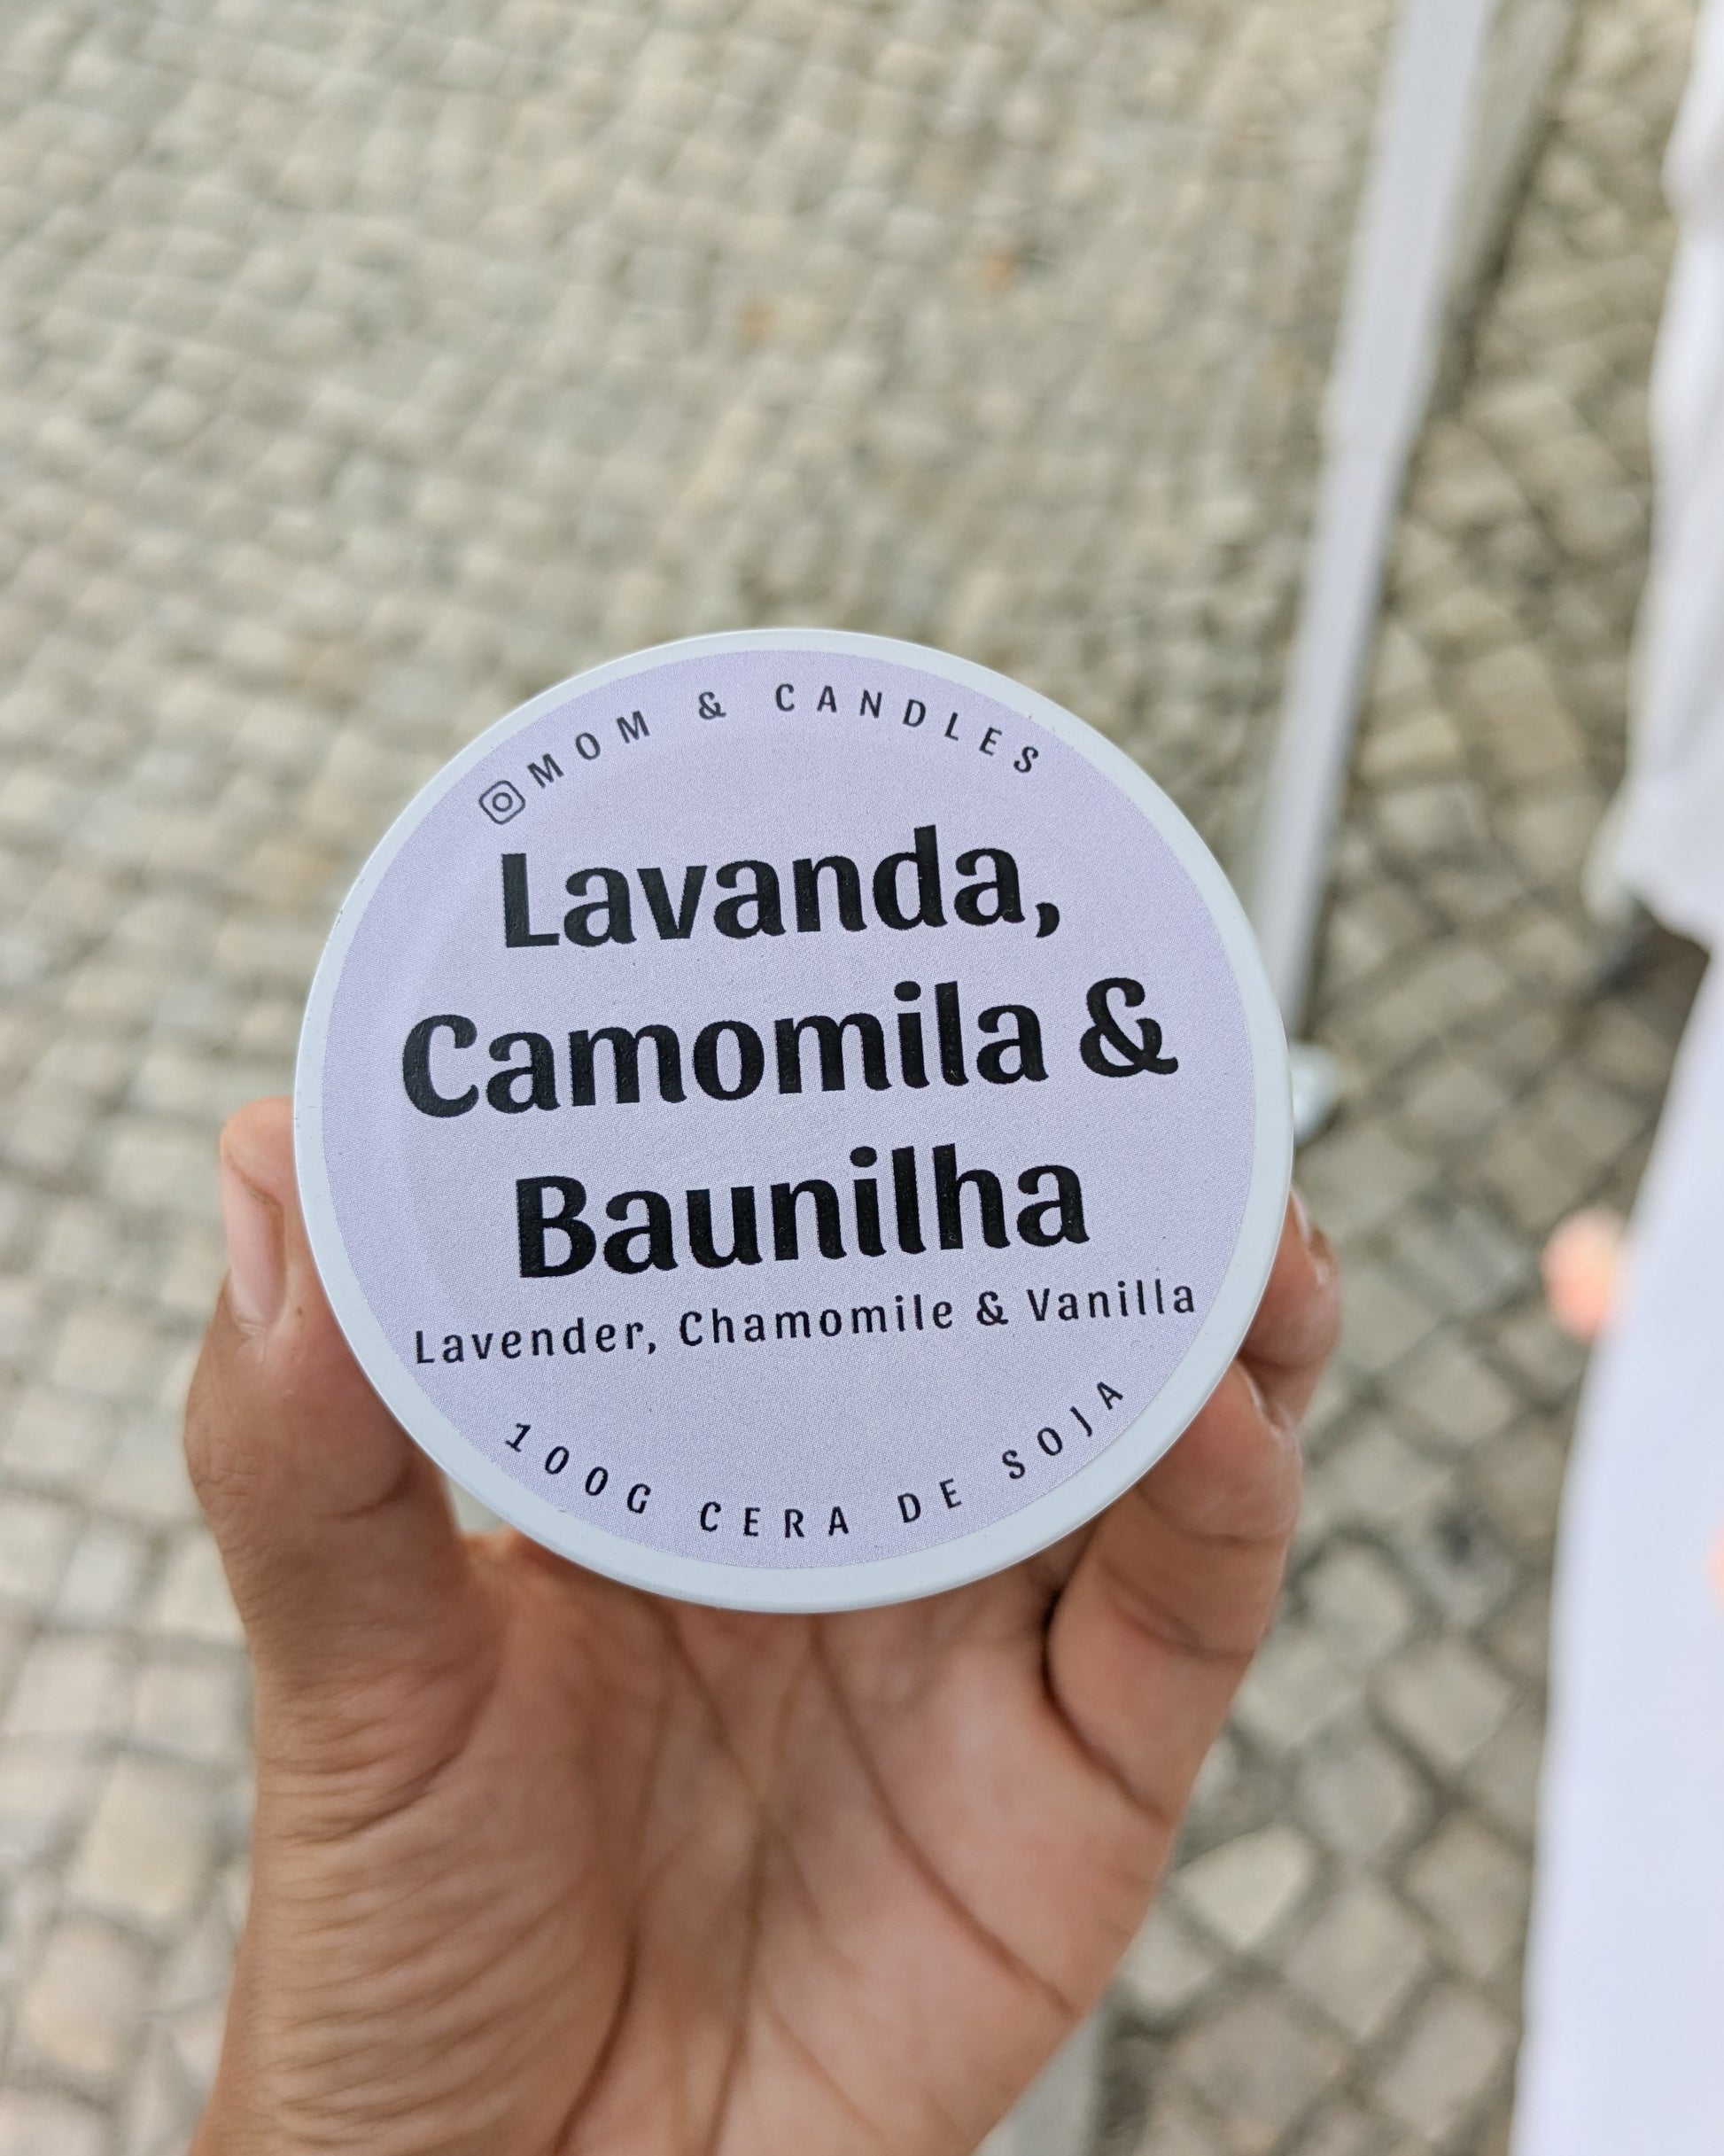 MOM & CANDLES
Lavanda,
Camomila &
Baunilha
Lavender, Chamomile & Vanilla
100G CERA DE SOJA